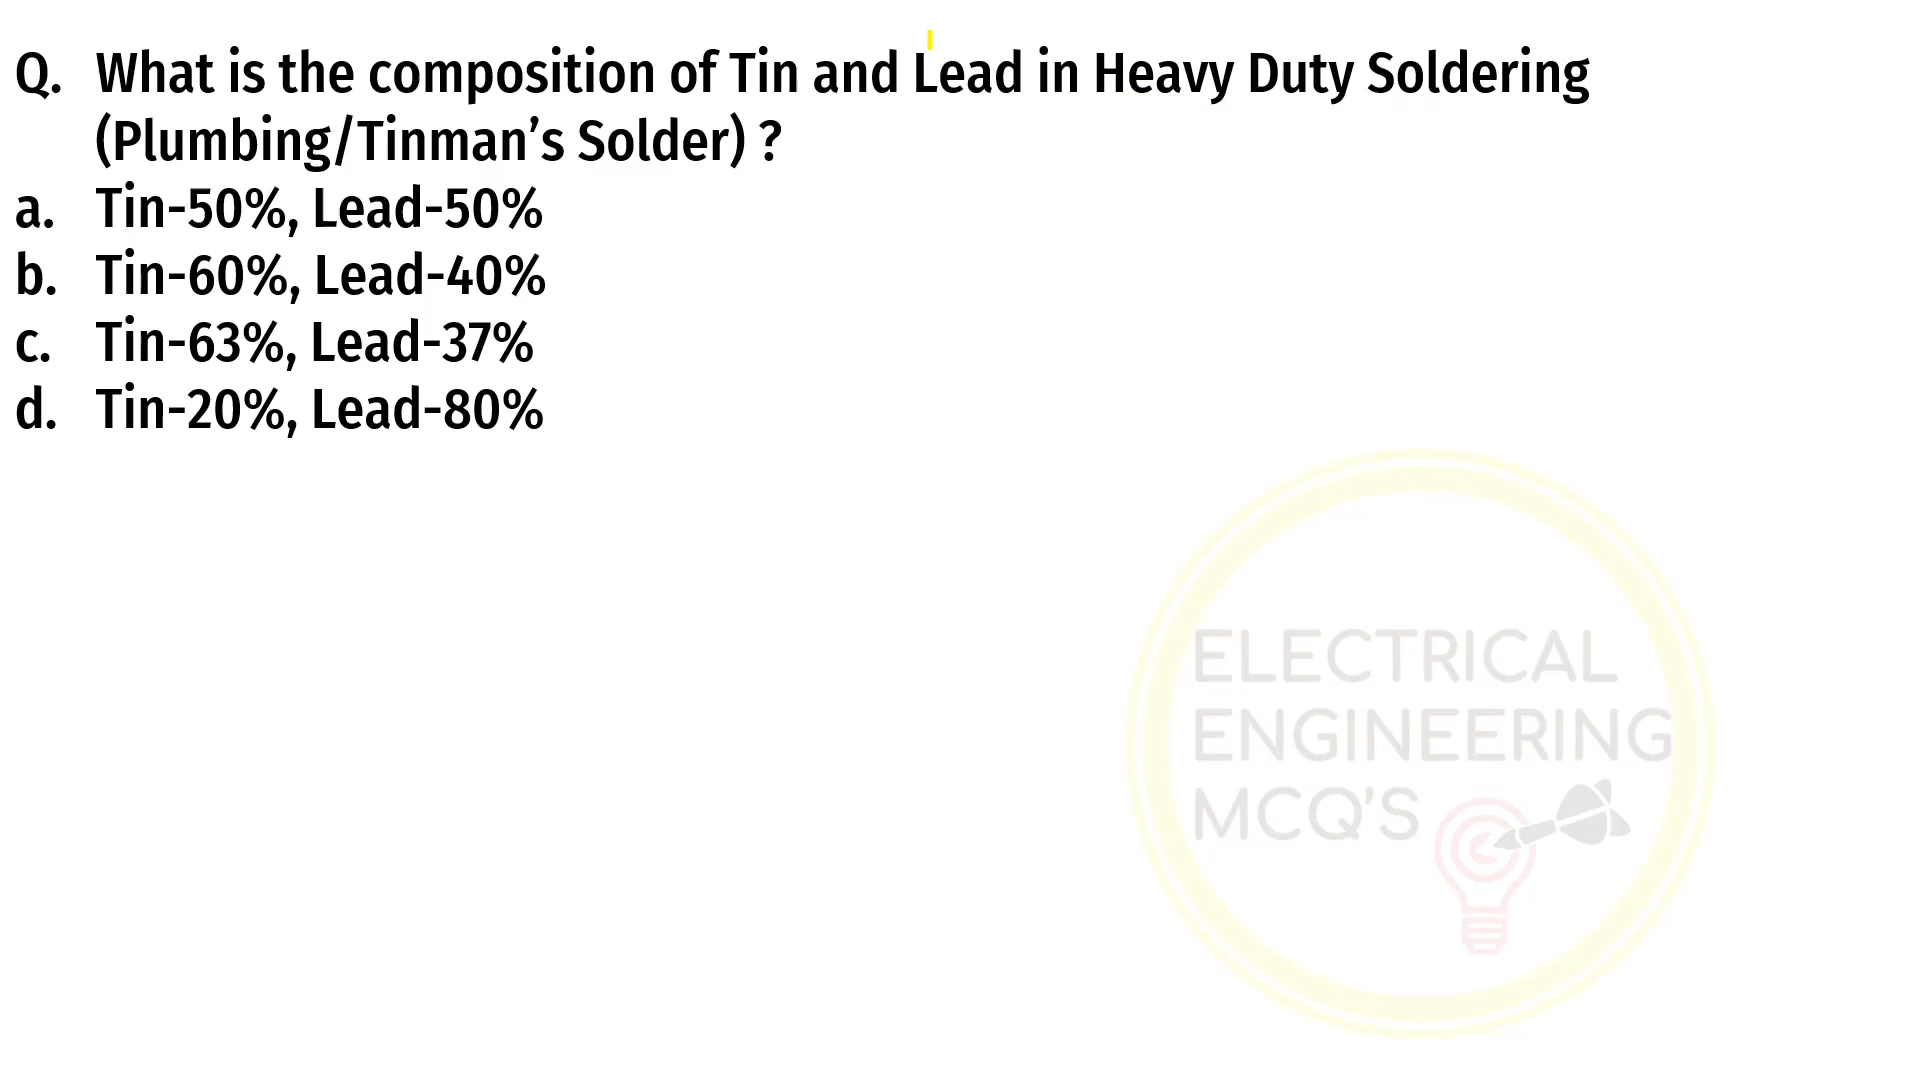 Q. What is the composition of Tin and Lead in Heavy Duty Soldering
(Plumbing/Tinman’s Solder) ?
a. Tin-50%, Lead-50%
b. Tin-60%, Lead-40%
c. Tin-63%, Lead-37%
d. Tin-20%, Lead-80%
ELECTRICAL
ENGINEERING
MCQ'S